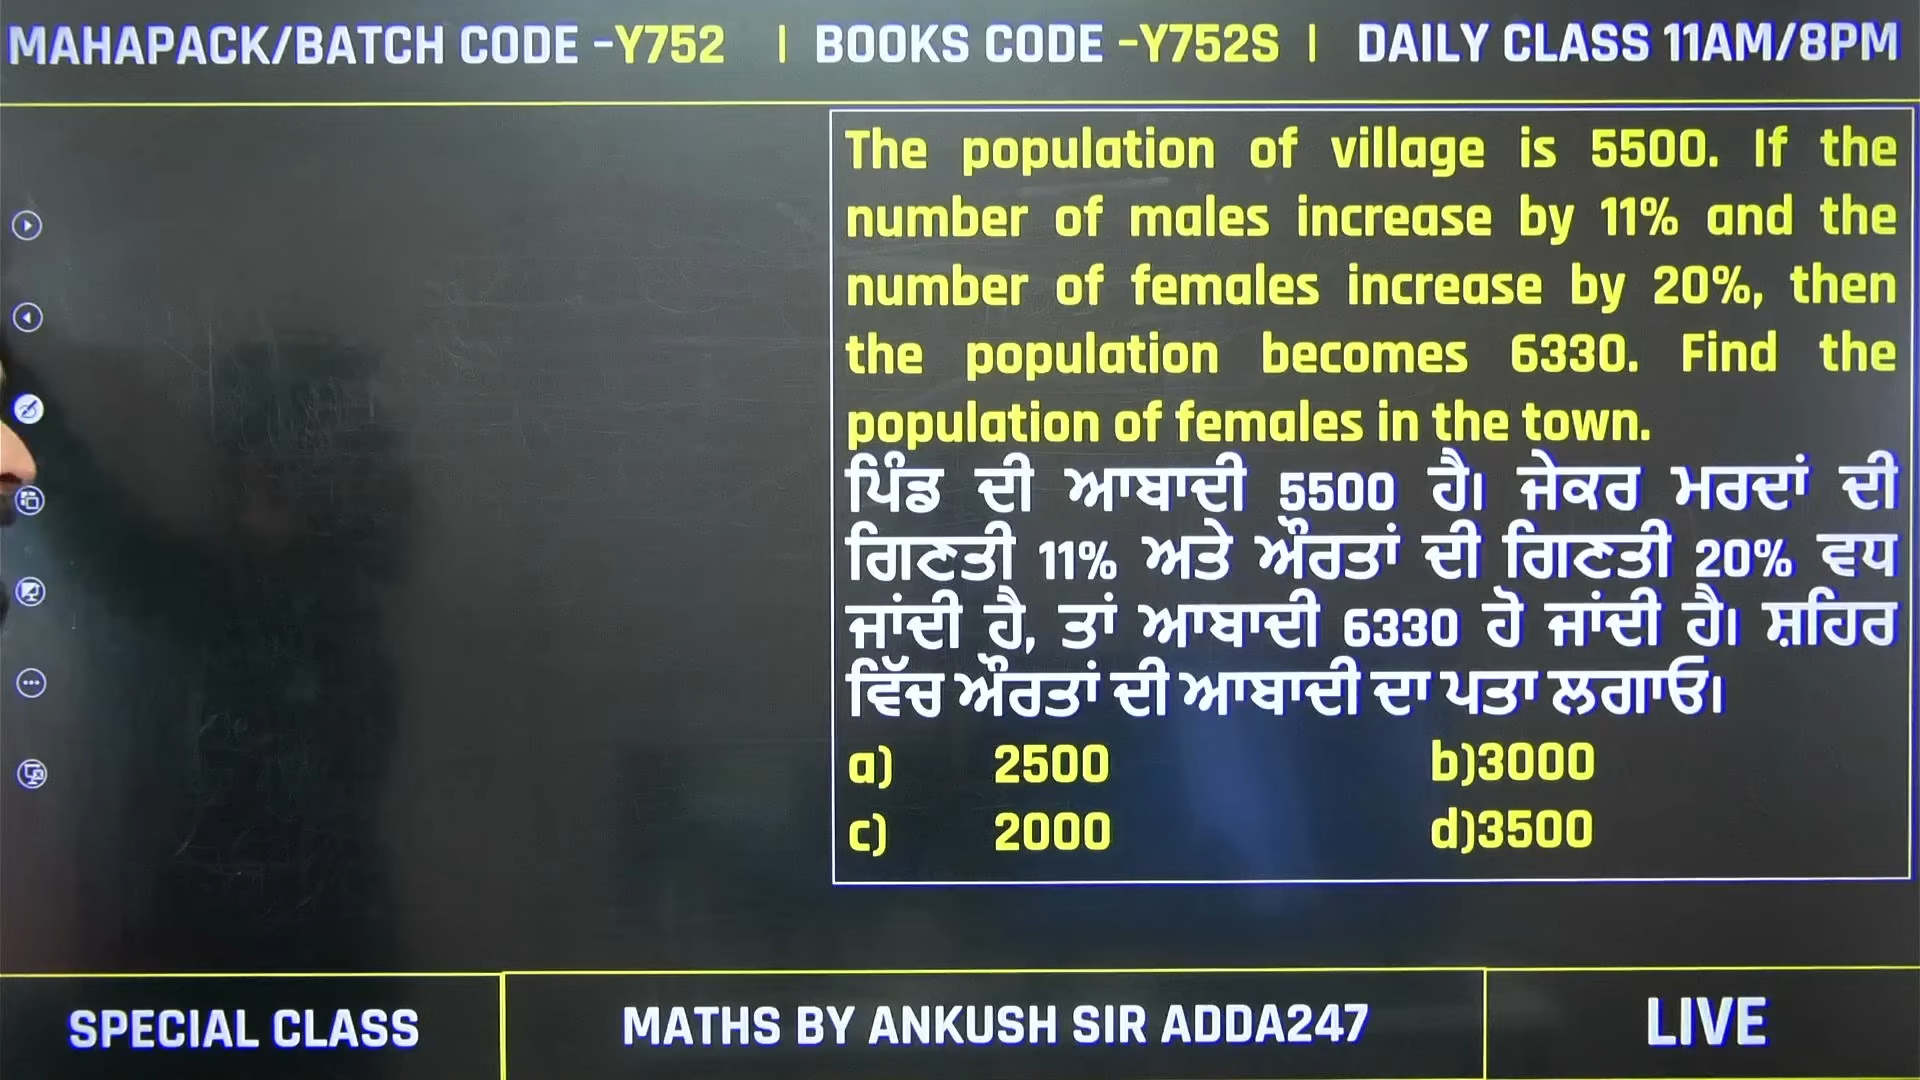 MAHAPACK/BATCH CODE -Y752 | BOOKS CODE -Y752S | DAILY CLASS 11AM/8PM
The population of village is 5500. If the
number of males increase by 11% and the
number of females increase by 20%, then
the population becomes 6330. Find the
population of females in the town.
ਪਿੰਡ ਦੀ ਆਬਾਦੀ 5500 ਹੈ। ਜੇਕਰ ਮਰਦਾਂ ਦੀ
ਗਿਣਤੀ 11% ਅਤੇ ਔਰਤਾਂ ਦੀ ਗਿਣਤੀ 20% ਵਧ
ਜਾਂਦੀ ਹੈ, ਤਾਂ ਆਬਾਦੀ 6330 ਹੋ ਜਾਂਦੀ ਹੈ। ਸ਼ਹਿਰ
ਵਿੱਚ ਔਰਤਾਂ ਦੀ ਆਬਾਦੀ ਦਾ ਪਤਾ ਲਗਾਓ।
a) 2500 b)3000
c) 2000 d)3500
SPECIAL CLASS MATHS BY ANKUSH SIR ADDA247 LIVE